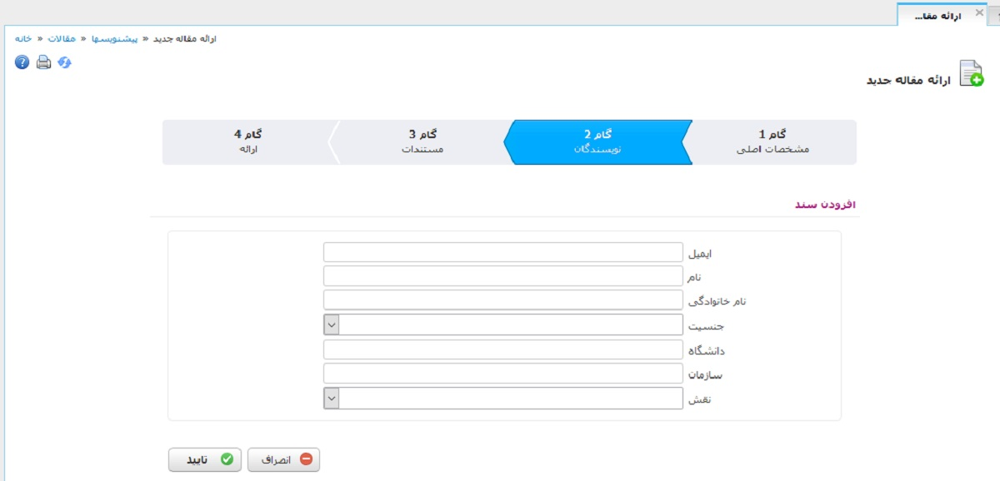 ارائه مقا...
خانه » مقالات » پیشنویسها » ارائه مقاله جدید
ارائه مقاله جدید
گام 1
مشخصات اصلی
گام 2
نویسندگان
گام 3
مستندات
گام 4
ارائه
افزودن سند
ایمیل
نام
نام خانوادگی
جنسیت
دانشگاه
سازمان
نقش
انصراف
تایید